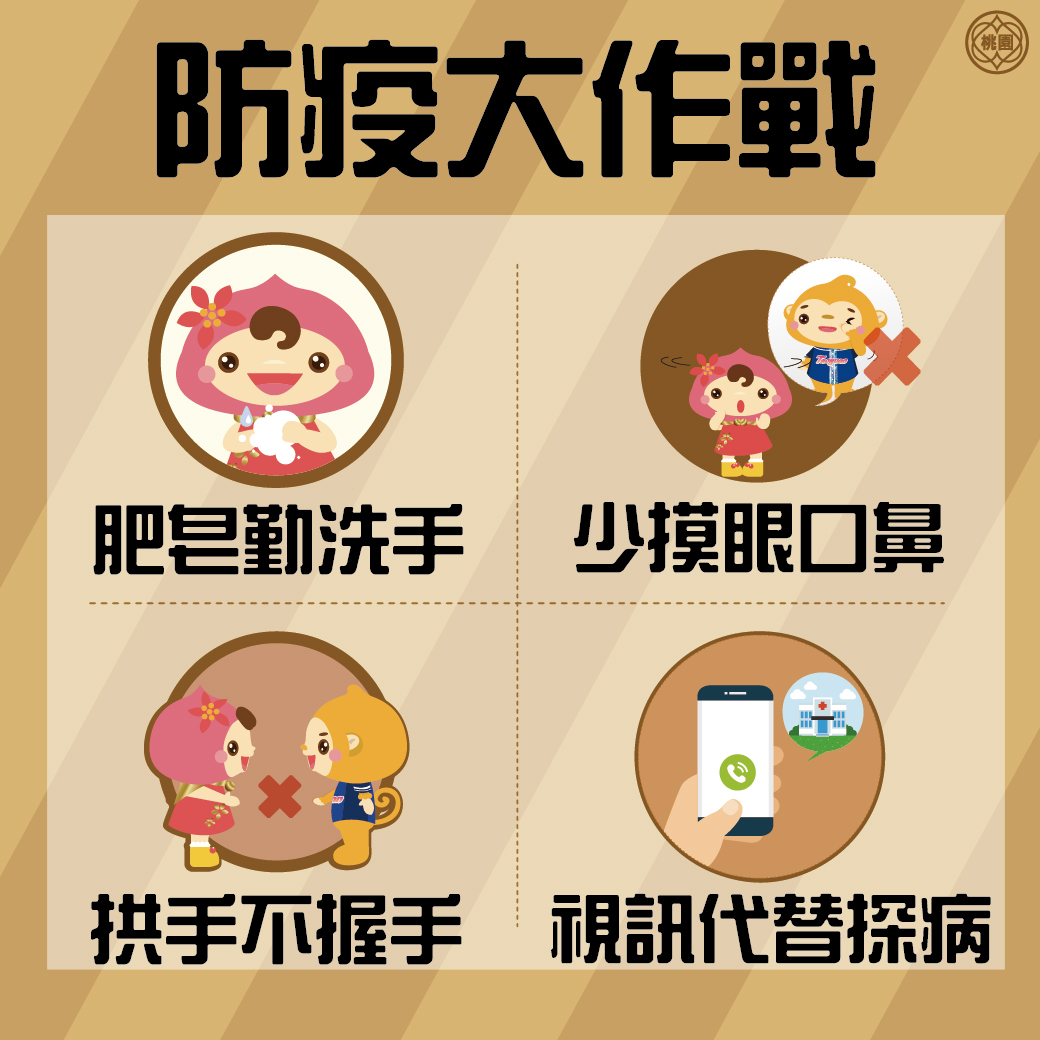 桃園
防疫大作戰
肥皂勤洗手
少摸眼口鼻
拱手不握手
視訊代替探病